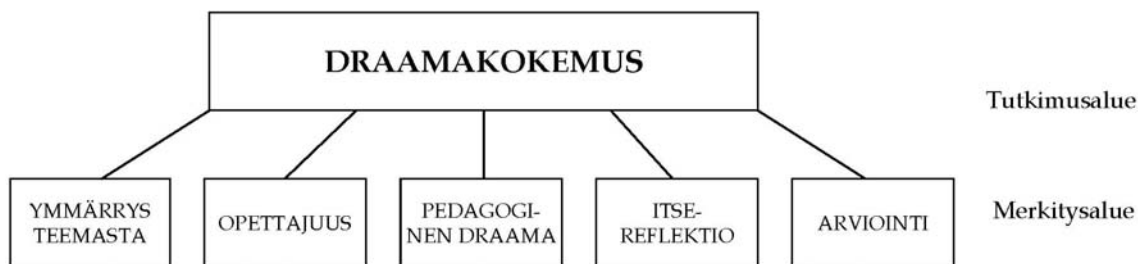 DRAAMAKOKEMUS
Tutkimusalue
YMMÄRRYS
TEEMASTA
OPETTAJUUS
PEDAGOGI-
NEN DRAAMA
ITSE-
REFLEKTIO
ARVIOINTI
Merkitysalue